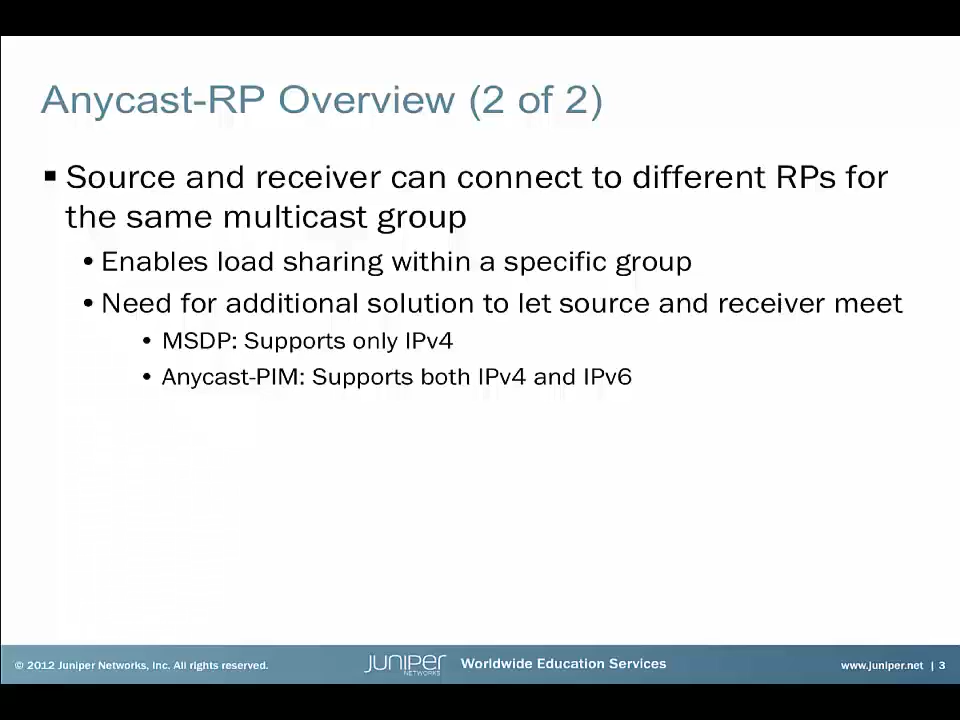 Anycast-RP Overview (2 of 2)
▪ Source and receiver can connect to different RPs for
the same multicast group
• Enables load sharing within a specific group
• Need for additional solution to let source and receiver meet
• MSDP: Supports only IPv4
• Anycast-PIM: Supports both IPv4 and IPv6
© 2012 Juniper Networks, Inc. All rights reserved.
JUNIPER
NETWORKS
Worldwide Education Services
www.juniper.net | 3